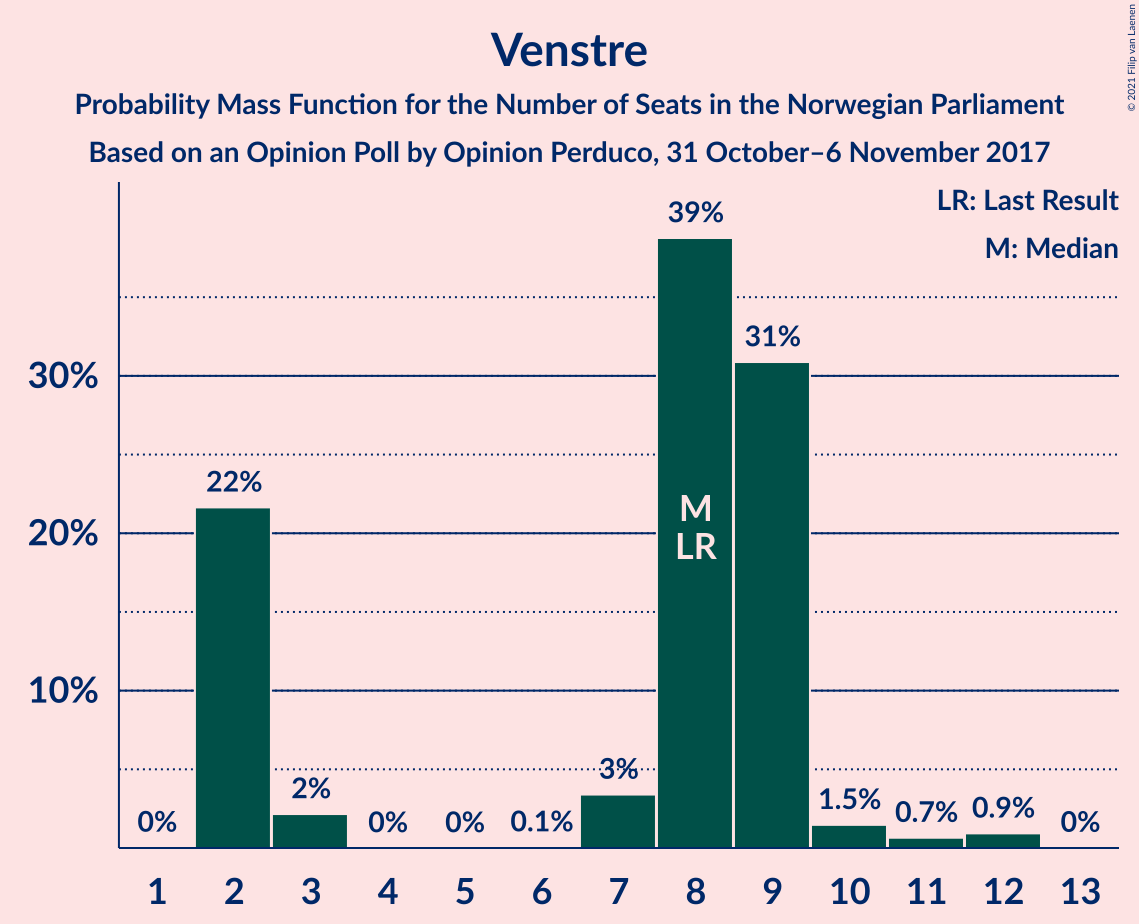 Venstre
Probability Mass Function for the Number of Seats in the Norwegian Parliament
Based on an Opinion Poll by Opinion Perduco, 31 October–6 November 2017
© 2021 Filip van Laenen
LR: Last Result
M: Median
39%
31%
30%
22%
20%
M
LR
10%
3%
2%
1.5%
0.7%
0.9%
0%
0%
0%
0.1%
0%
1 2 3 4 5 6 7 8 9 10 11 12 13